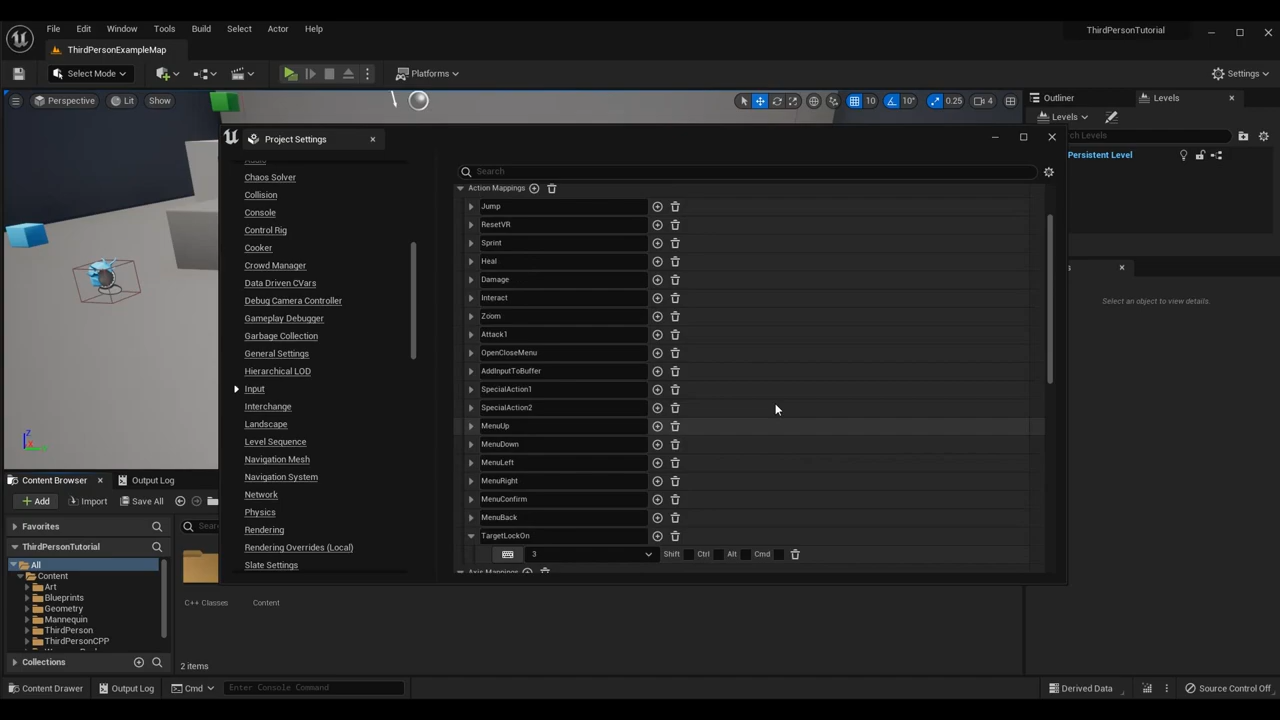 File Edit Window Tools Build Select Actor Help
ThirdPersonTutorial
ThirdPersonExampleMap
Select Mode
Platforms
Settings
Perspective Lit Show
10 10° 0.25 4
Outliner
Levels
Project Settings
Levels
ch Levels
Persistent Level
Search
Action Mappings
Chaos Solver
Collision
Console
Control Rig
Cooker
Crowd Manager
Data Driven CVars
Debug Camera Controller
Gameplay Debugger
Garbage Collection
General Settings
Hierarchical LOD
Input
Interchange
Landscape
Level Sequence
Navigation Mesh
Navigation System
Network
Physics
Rendering
Rendering Overrides (Local)
Slate Settings
Jump
ResetVR
Sprint
Heal
Damage
Interact
Zoom
Attack1
OpenCloseMenu
AddInputToBuffer
SpecialAction1
SpecialAction2
MenuUp
MenuDown
MenuLeft
MenuRight
MenuConfirm
MenuBack
TargetLockOn
3 Shift Ctrl Alt Cmd
Axis Mappings
s
Select an object to view details.
Z
Content Browser
Output Log
Add Import Save All
Favorites
ThirdPersonTutorial
All
Content
Art
Blueprints
Geometry
Mannequin
ThirdPerson
ThirdPersonCPP
Collections
Sear
C++ Classes
Content
2 items
Content Drawer
Output Log
Cmd
Enter Console Command
Derived Data
Source Control Off